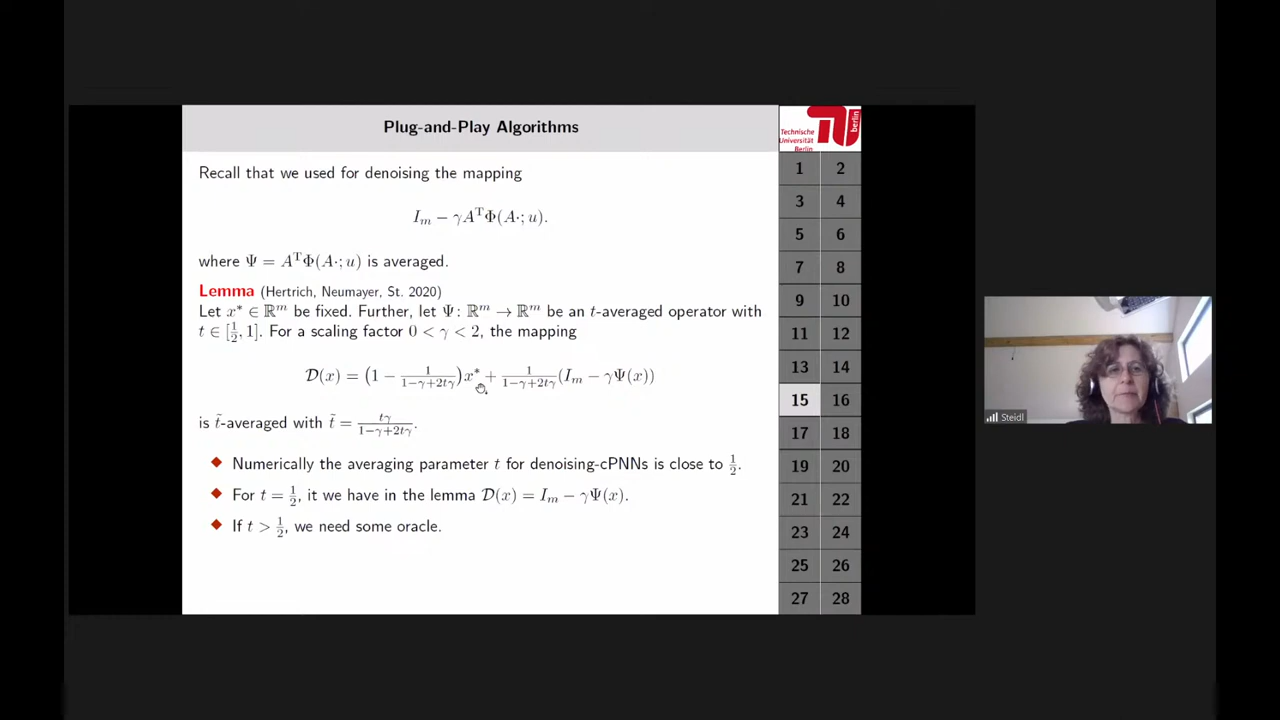 Plug-and-Play Algorithms
Technische
Universität
Berlin
berlin
Recall that we used for denoising the mapping
I_m − γA^TΦ(A·; u).
where Ψ = A^TΦ(A·; u) is averaged.
Lemma (Hertrich, Neumayer, St. 2020)
Let x* ∈ ℝ^m be fixed. Further, let Ψ: ℝ^m → ℝ^m be an t-averaged operator with
t ∈ [1/2, 1]. For a scaling factor 0 < γ < 2, the mapping
𝒟(x) = (1 − 1/(1−γ+2tγ))x* + 1/(1−γ+2tγ)(I_m − γΨ(x))
is t̃-averaged with t̃ = tγ/(1−γ+2tγ).
◆ Numerically the averaging parameter t for denoising-cPNNs is close to 1/2.
◆ For t = 1/2, it we have in the lemma 𝒟(x) = I_m − γΨ(x).
◆ If t > 1/2, we need some oracle.
1 2
3 4
5 6
7 8
9 10
11 12
13 14
15 16
17 18
19 20
21 22
23 24
25 26
27 28
Steidl